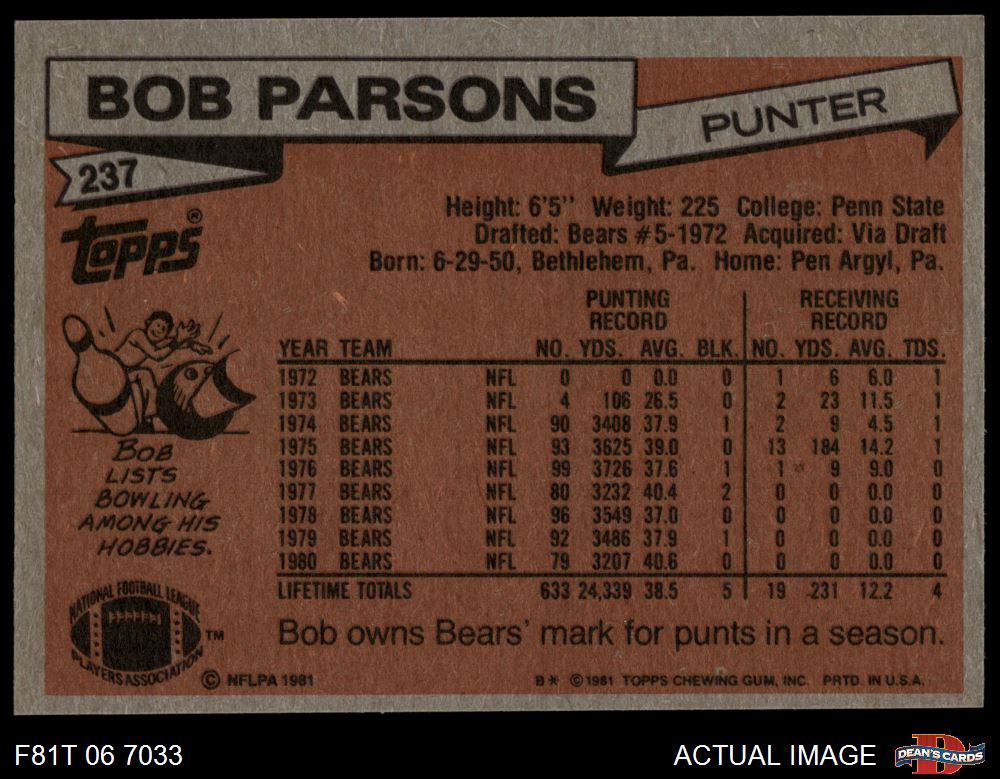 BOB PARSONS
PUNTER
237
topps®
Height: 6'5'' Weight: 225 College: Penn State
Drafted: Bears #5-1972 Acquired: Via Draft
Born: 6-29-50, Bethlehem, Pa. Home: Pen Argyl, Pa.
PUNTING RECORD RECEIVING RECORD
YEAR TEAM NO. YDS. AVG. BLK. NO. YDS. AVG. TDS.
1972 BEARS NFL 0 0 0.0 0 1 6 6.0 1
1973 BEARS NFL 4 106 26.5 0 2 23 11.5 1
1974 BEARS NFL 90 3408 37.9 1 2 9 4.5 1
1975 BEARS NFL 93 3625 39.0 0 13 184 14.2 1
1976 BEARS NFL 99 3726 37.6 1 1 9 9.0 0
1977 BEARS NFL 80 3232 40.4 2 0 0 0.0 0
1978 BEARS NFL 96 3549 37.0 0 0 0 0.0 0
1979 BEARS NFL 92 3486 37.9 1 0 0 0.0 0
1980 BEARS NFL 79 3207 40.6 0 0 0 0.0 0
LIFETIME TOTALS 633 24,339 38.5 5 19 231 12.2 4
BOB
LISTS
BOWLING
AMONG HIS
HOBBIES.
Bob owns Bears' mark for punts in a season.
NATIONAL FOOTBALL LEAGUE
PLAYERS ASSOCIATION
TM
© NFLPA 1981
B* ©1981 TOPPS CHEWING GUM, INC. PRTD. IN U.S.A.
F81T 06 7033
ACTUAL IMAGE
D
DEAN'S CARDS